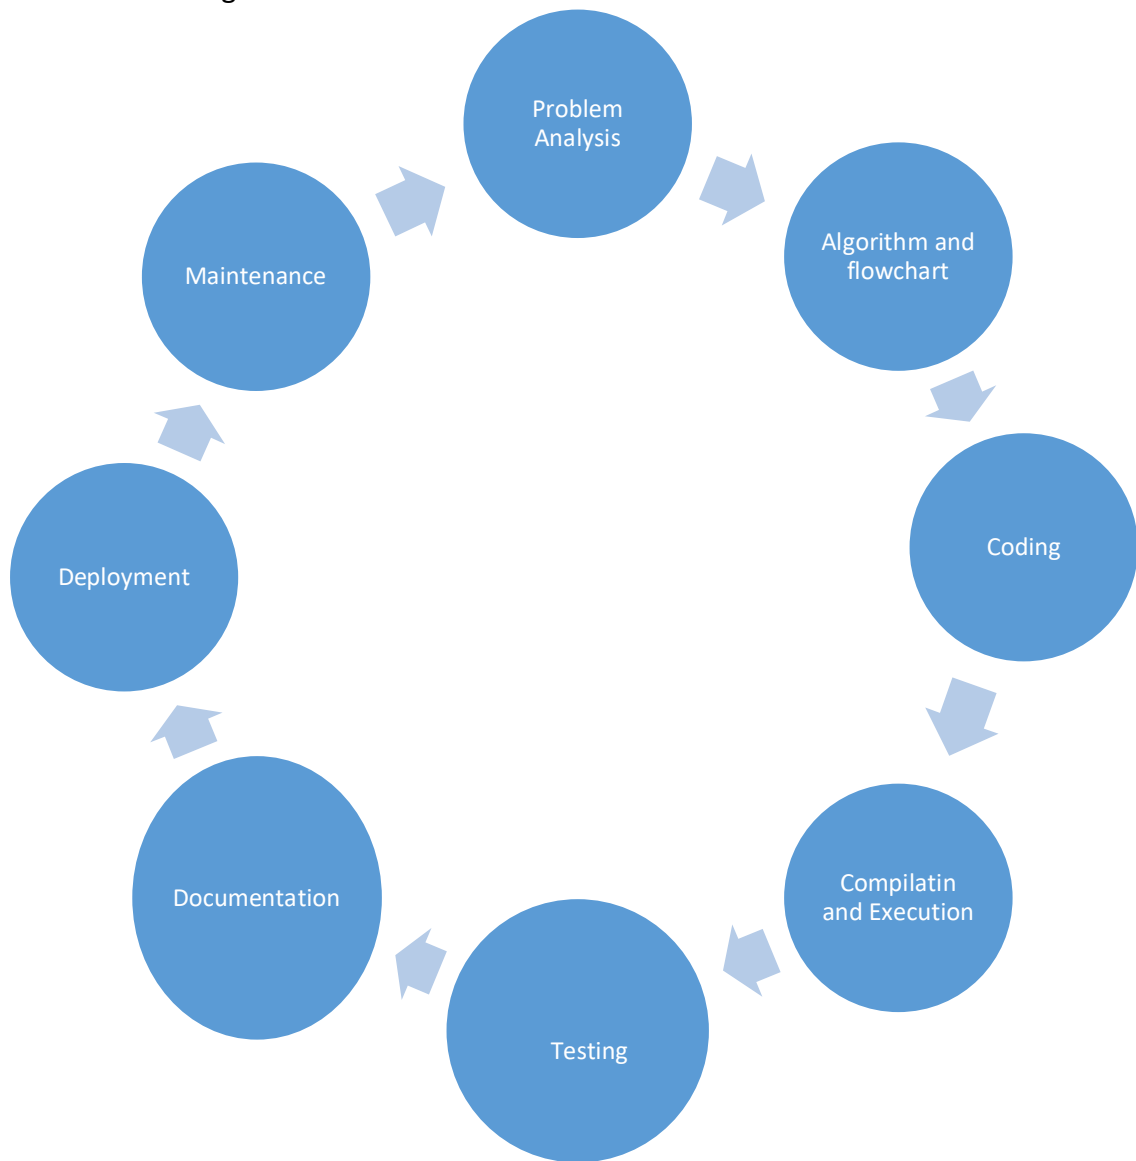 Problem
Analysis
Algorithm and
flowchart
Coding
Compilatin
and Execution
Testing
Documentation
Deployment
Maintenance